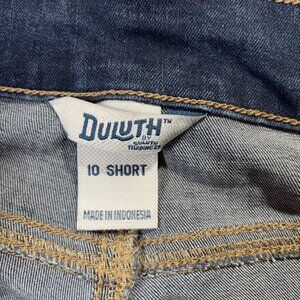 DULUTH™
BY
DULUTH
TRADING CO
10 SHORT
MADE IN INDONESIA